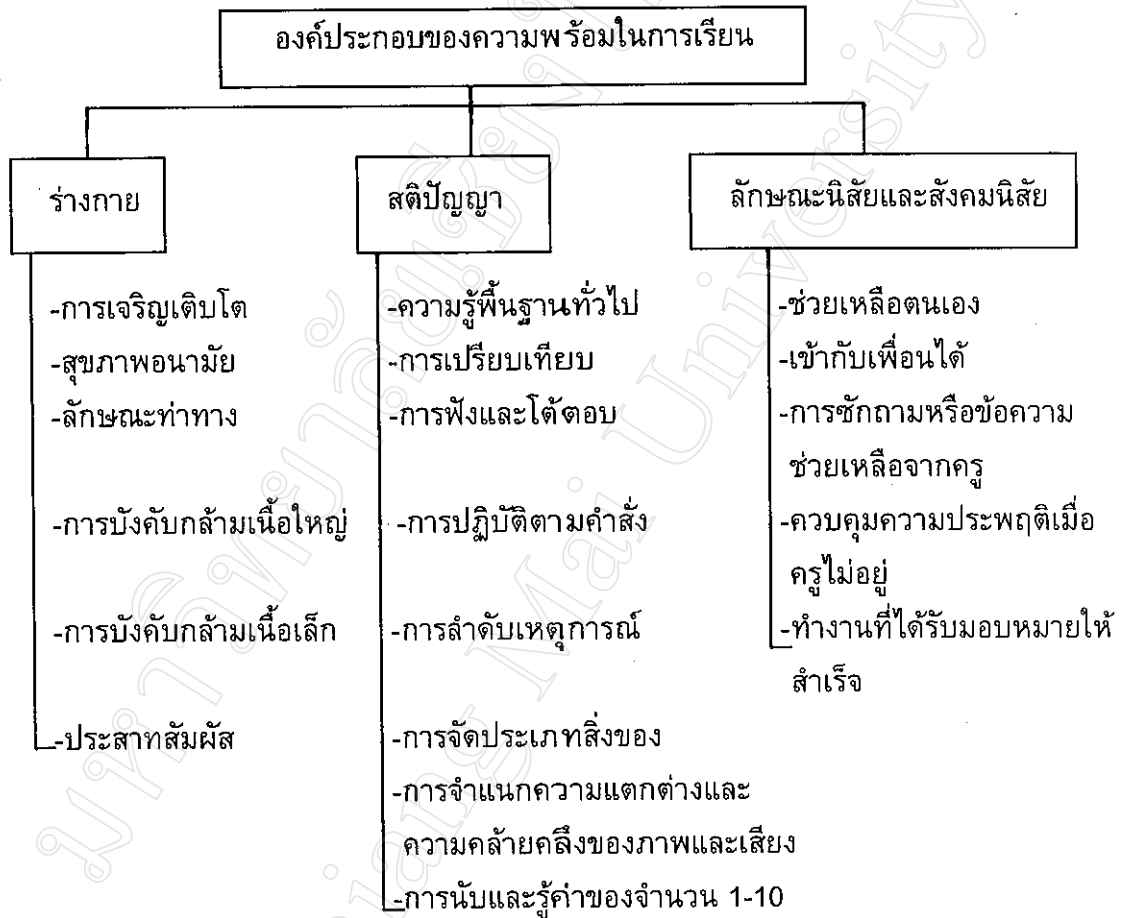 องค์ประกอบของความพร้อมในการเรียน
ร่างกาย
-การเจริญเติบโต
-สุขภาพอนามัย
-ลักษณะท่าทาง
-การบังคับกล้ามเนื้อใหญ่
-การบังคับกล้ามเนื้อเล็ก
-ประสาทสัมผัส
สติปัญญา
-ความรู้พื้นฐานทั่วไป
-การเปรียบเทียบ
-การฟังและโต้ตอบ
-การปฏิบัติตามคำสั่ง
-การลำดับเหตุการณ์
-การจัดประเภทสิ่งของ
-การจำแนกความแตกต่างและ
ความคล้ายคลึงของภาพและเสียง
-การนับและรู้ค่าของจำนวน 1-10
ลักษณะนิสัยและสังคมนิสัย
-ช่วยเหลือตนเอง
-เข้ากับเพื่อนได้
-การซักถามหรือข้อความ
ช่วยเหลือจากครู
-ควบคุมความประพฤติเมื่อ
ครูไม่อยู่
-ทำงานที่ได้รับมอบหมายให้
สำเร็จ
มหาวิทยาลัยเชียงใ
iang Mai University